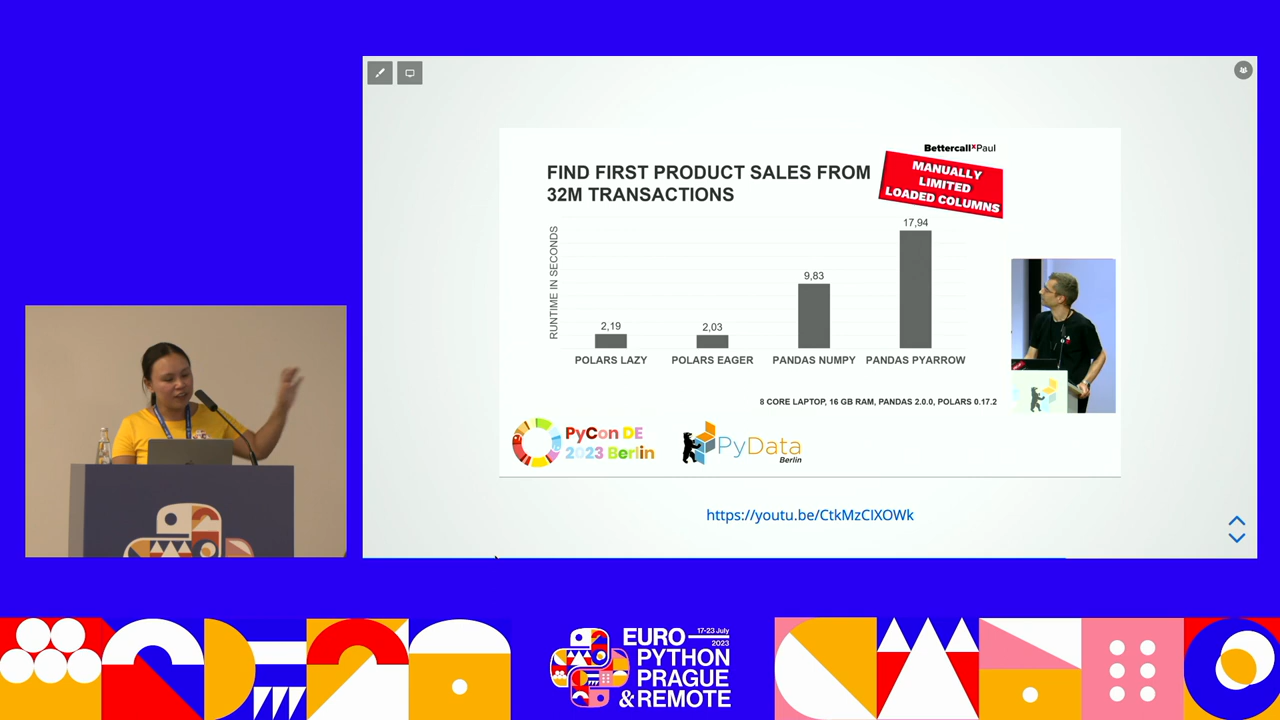 Bettercall×Paul
FIND FIRST PRODUCT SALES FROM
32M TRANSACTIONS
MANUALLY
LIMITED
LOADED COLUMNS
RUNTIME IN SECONDS
2,19
2,03
9,83
17,94
POLARS LAZY
POLARS EAGER
PANDAS NUMPY
PANDAS PYARROW
8 CORE LAPTOP, 16 GB RAM, PANDAS 2.0.0, POLARS 0.17.2
PyCon DE
2023 Berlin
PyData
Berlin
https://youtu.be/CtkMzClXOWk
17-23 July
2023
EURO
PYTHON
PRAGUE
& REMOTE